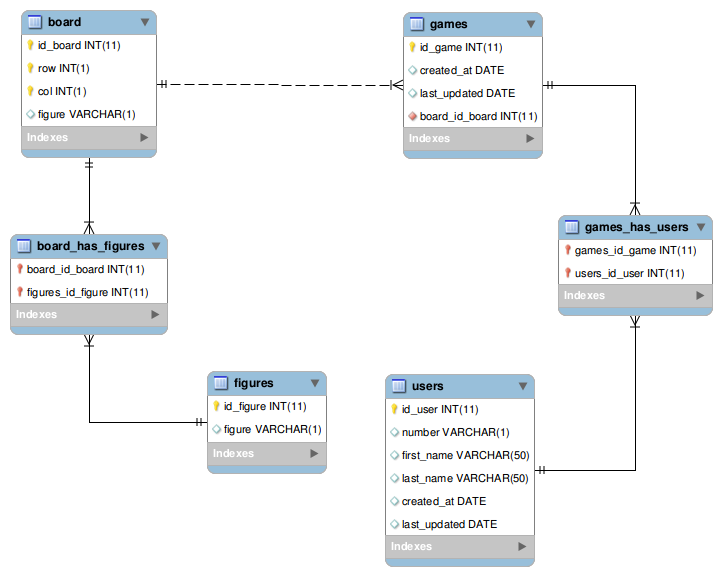 board
id_board INT(11)
row INT(1)
col INT(1)
figure VARCHAR(1)
Indexes
games
id_game INT(11)
created_at DATE
last_updated DATE
board_id_board INT(11)
Indexes
board_has_figures
board_id_board INT(11)
figures_id_figure INT(11)
Indexes
games_has_users
games_id_game INT(11)
users_id_user INT(11)
Indexes
figures
id_figure INT(11)
figure VARCHAR(1)
Indexes
users
id_user INT(11)
number VARCHAR(1)
first_name VARCHAR(50)
last_name VARCHAR(50)
created_at DATE
last_updated DATE
Indexes